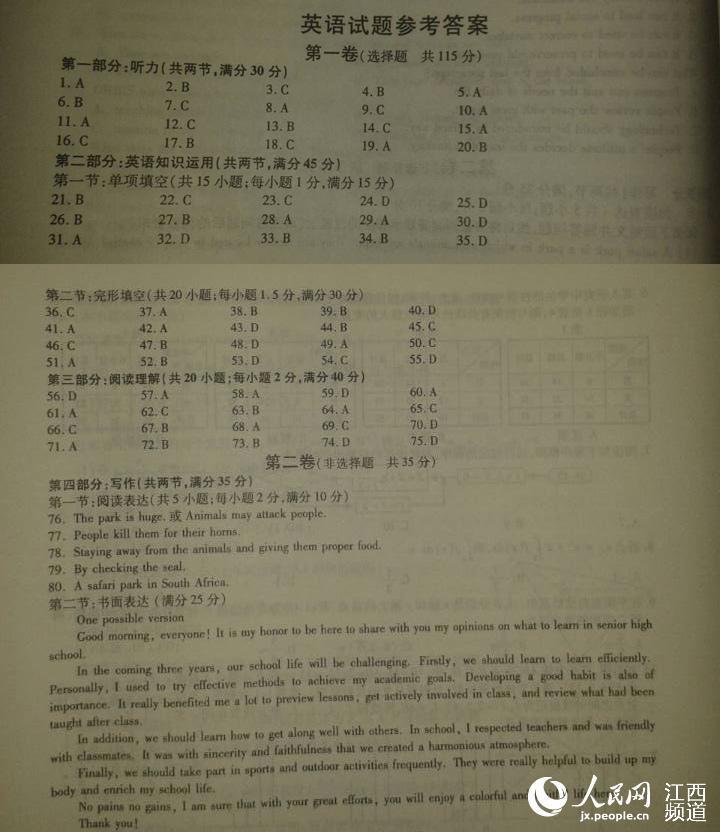 英语试题参考答案
第一卷(选择题 共115分)
第一部分:听力(共两节,满分30分)
1. A 2. B 3. C 4. B 5. A
6. B 7. C 8. A 9. C 10. A
11. A 12. C 13. B 14. C 15. A
16. C 17. B 18. C 19. A 20. B
第二部分:英语知识运用(共两节,满分45分)
第一节:单项填空(共15小题;每小题1分,满分15分)
21. B 22. C 23. C 24. D 25. D
26. B 27. B 28. A 29. A 30. D
31. A 32. D 33. B 34. B 35. D
第二节:完形填空(共20小题;每小题1.5分,满分30分)
36. C 37. A 38. B 39. B 40. D
41. A 42. A 43. D 44. B 45. C
46. C 47. B 48. D 49. A 50. C
51. A 52. B 53. D 54. C 55. D
第三部分:阅读理解(共20小题;每小题2分,满分40分)
56. D 57. A 58. A 59. D 60. A
61. A 62. C 63. B 64. A 65. C
66. C 67. B 68. A 69. C 70. D
71. A 72. B 73. B 74. D 75. D
第二卷(非选择题 共35分)
第四部分:写作(共两节,满分35分)
第一节:阅读表达(共5小题;每小题2分,满分10分)
76. The park is huge. 或 Animals may attack people.
77. People kill them for their horns.
78. Staying away from the animals and giving them proper food.
79. By checking the seal.
80. A safari park in South Africa.
第二节:书面表达(满分25分)
One possible version
Good morning, everyone! It is my honor to be here to share with you my opinions on what to learn in senior high
school.
In the coming three years, our school life will be challenging. Firstly, we should learn to learn efficiently.
Personally, I used to try effective methods to achieve my academic goals. Developing a good habit is also of
importance. It really benefited me a lot to preview lessons, get actively involved in class, and review what had been
taught after class.
In addition, we should learn how to get along well with others. In school, I respected teachers and was friendly
with classmates. It was with sincerity and faithfulness that we created a harmonious atmosphere.
Finally, we should take part in sports and outdoor activities frequently. They were really helpful to build up my
body and enrich my school life.
No pains no gains, I am sure that with your great efforts, you will enjoy a colorful and life
Thank you!
人民网 江西频道
jx.people.com.cn